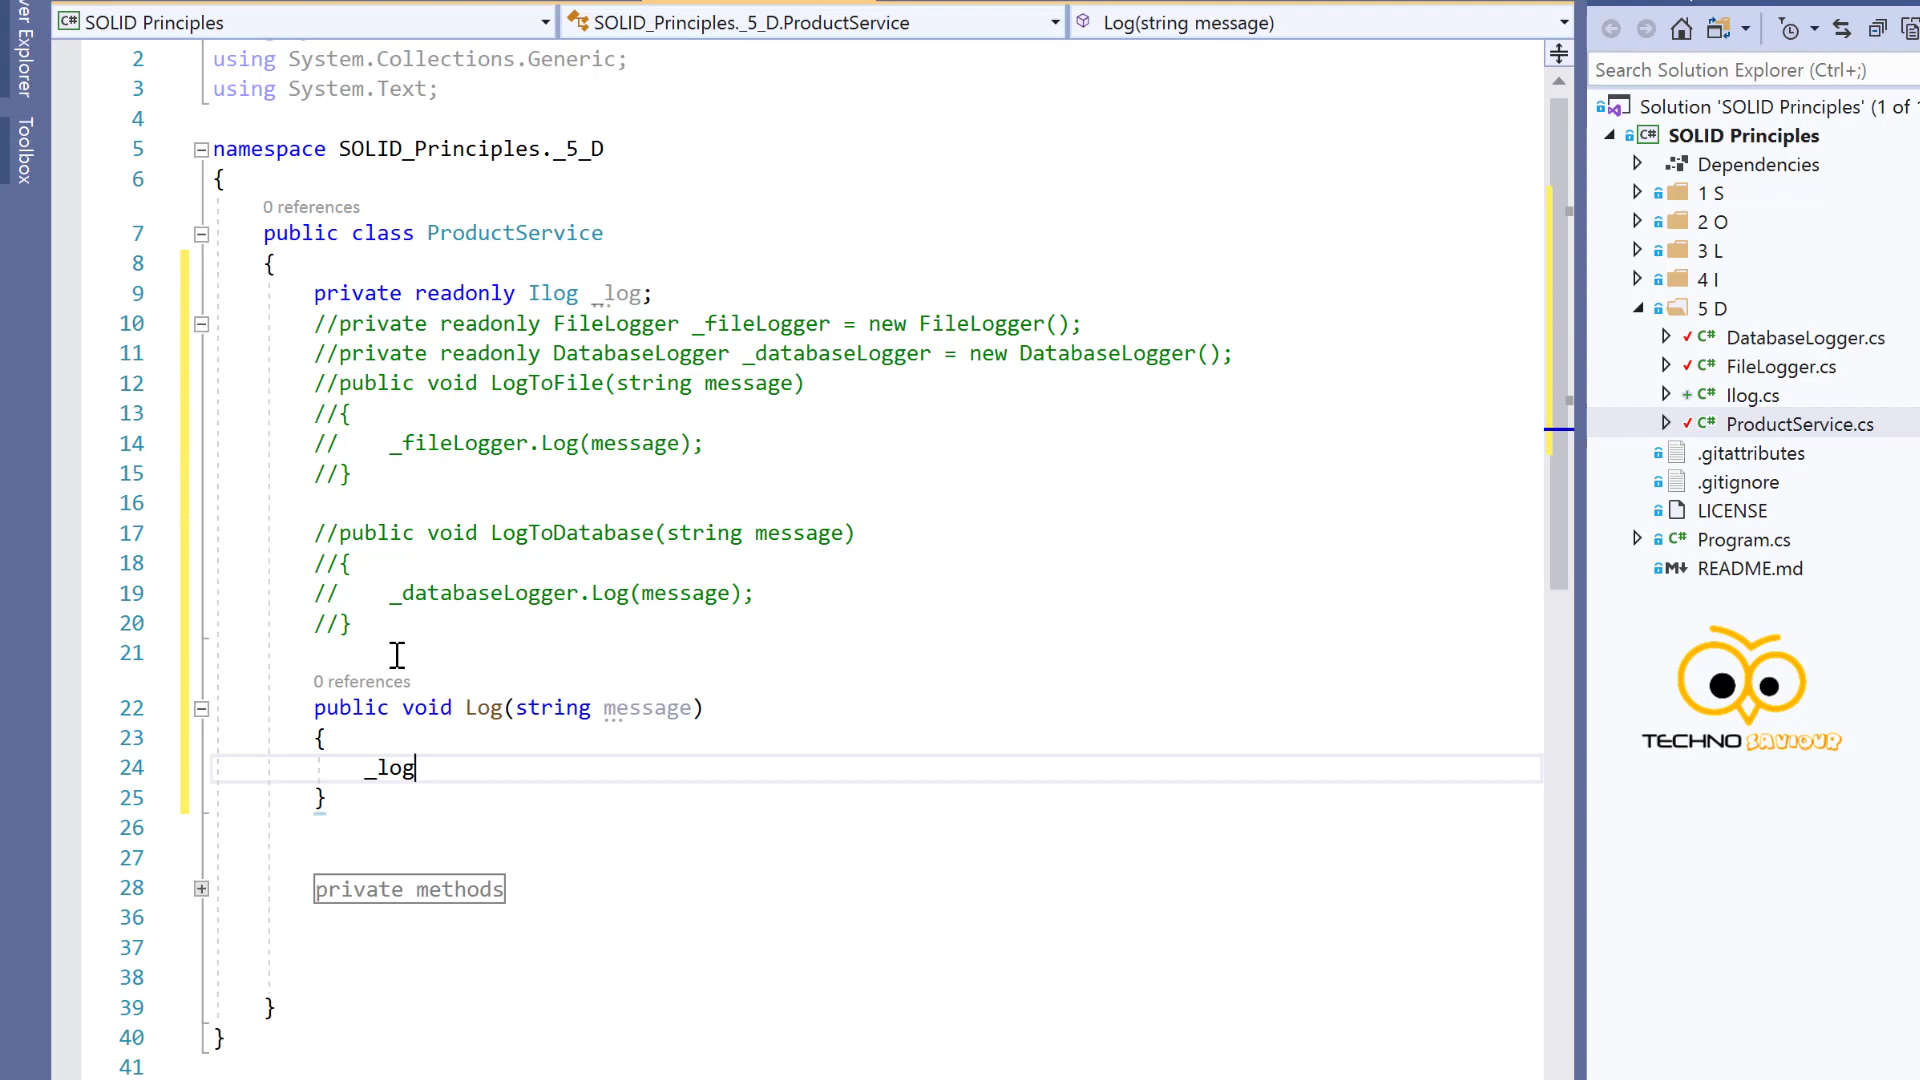 SOLID Principles
SOLID_Principles._5_D.ProductService
Log(string message)
ver Explorer
Toolbox
2 using System.Collections.Generic;
3 using System.Text;
4
5 namespace SOLID_Principles._5_D
6 {
0 references
7 public class ProductService
8 {
9 private readonly Ilog _log;
10 //private readonly FileLogger _fileLogger = new FileLogger();
11 //private readonly DatabaseLogger _databaseLogger = new DatabaseLogger();
12 //public void LogToFile(string message)
13 //{
14 // _fileLogger.Log(message);
15 //}
16
17 //public void LogToDatabase(string message)
18 //{
19 // _databaseLogger.Log(message);
20 //}
21
0 references
22 public void Log(string message)
23 {
24 _log
25 }
26
27
28 private methods
36
37
38
39 }
40 }
41
Search Solution Explorer (Ctrl+;)
Solution 'SOLID Principles' (1 of 1
C# SOLID Principles
Dependencies
1 S
2 O
3 L
4 I
5 D
C# DatabaseLogger.cs
C# FileLogger.cs
C# Ilog.cs
C# ProductService.cs
.gitattributes
.gitignore
LICENSE
C# Program.cs
README.md
TECHNO SAVIOUR